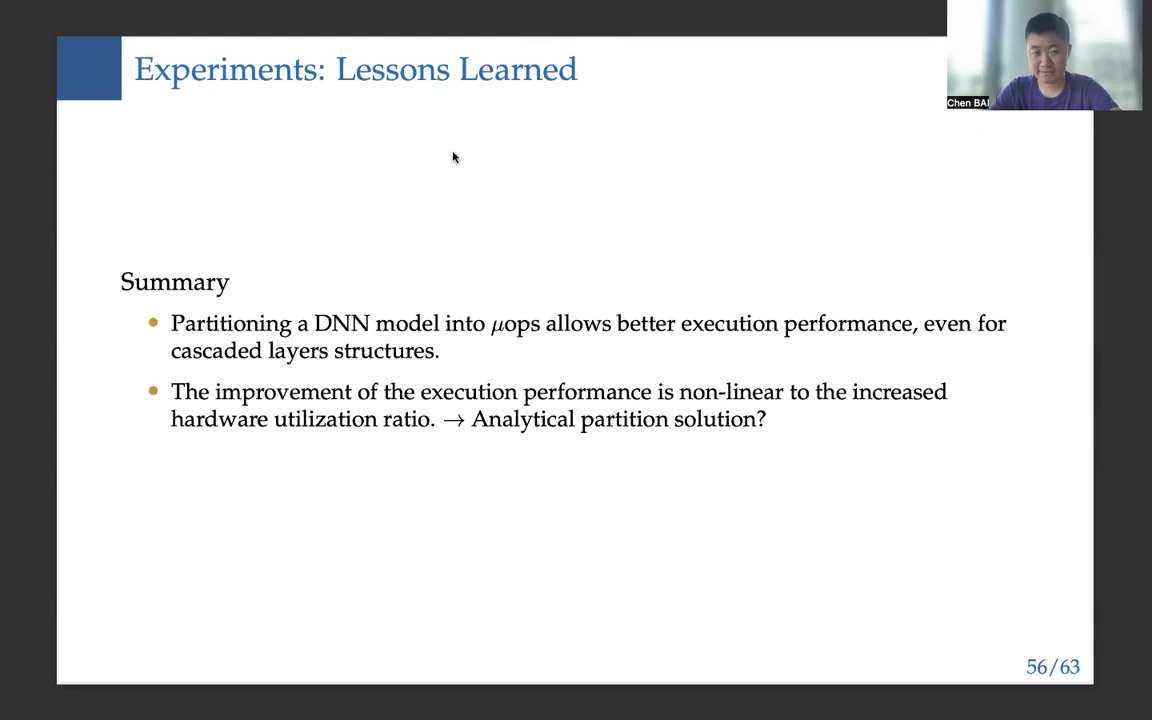 Experiments: Lessons Learned
Chen BAI
Summary
Partitioning a DNN model into μops allows better execution performance, even for
cascaded layers structures.
The improvement of the execution performance is non-linear to the increased
hardware utilization ratio. → Analytical partition solution?
56/63